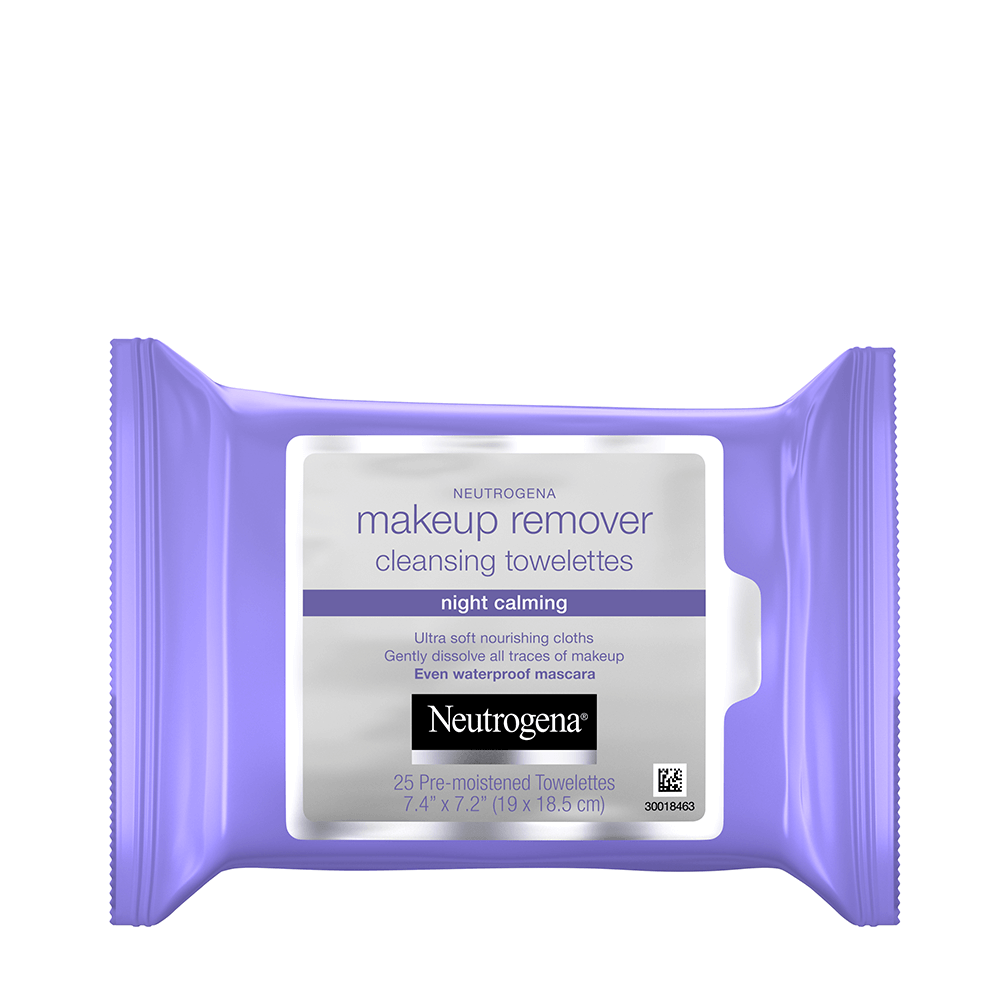 NEUTROGENA
makeup remover
cleansing towelettes
night calming
Ultra soft nourishing cloths
Gently dissolve all traces of makeup
Even waterproof mascara
Neutrogena®
25 Pre-moistened Towelettes
7.4” x 7.2” (19 x 18.5 cm)
30018463